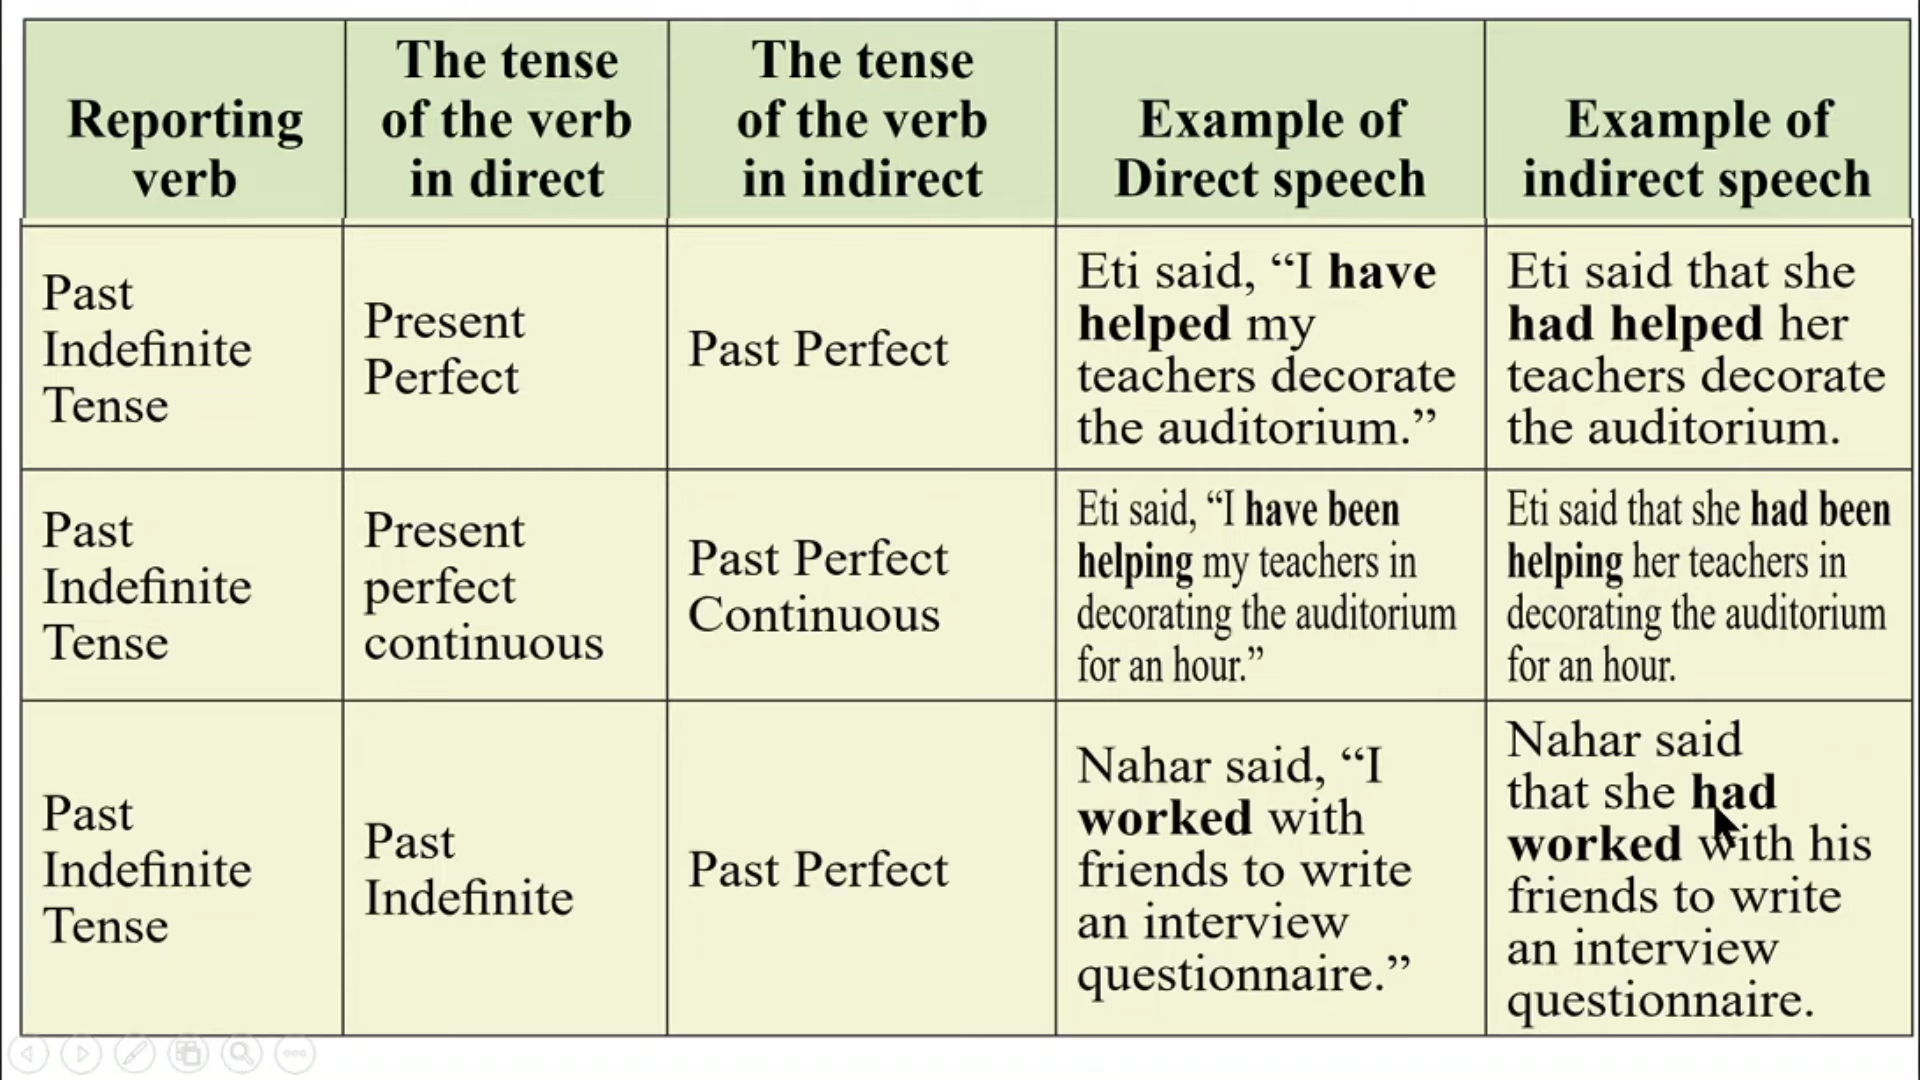 Reporting
verb
The tense
of the verb
in direct
The tense
of the verb
in indirect
Example of
Direct speech
Example of
indirect speech
Past
Indefinite
Tense
Present
Perfect
Past Perfect
Eti said, “I have
helped my
teachers decorate
the auditorium.”
Eti said that she
had helped her
teachers decorate
the auditorium.
Past
Indefinite
Tense
Present
perfect
continuous
Past Perfect
Continuous
Eti said, “I have been
helping my teachers in
decorating the auditorium
for an hour.”
Eti said that she had been
helping her teachers in
decorating the auditorium
for an hour.
Past
Indefinite
Tense
Past
Indefinite
Past Perfect
Nahar said, “I
worked with
friends to write
an interview
questionnaire.”
Nahar said
that she had
worked with his
friends to write
an interview
questionnaire.